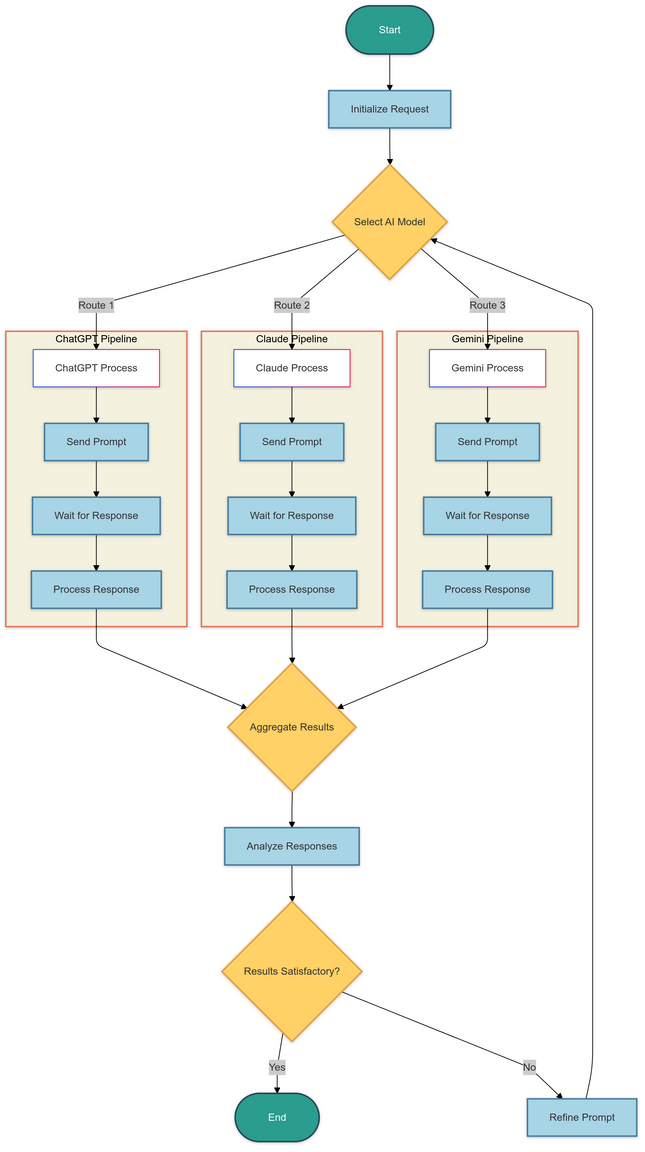 Start
Initialize Request
Select AI Model
Route 1
Route 2
Route 3
ChatGPT Pipeline
Claude Pipeline
Gemini Pipeline
ChatGPT Process
Claude Process
Gemini Process
Send Prompt
Send Prompt
Send Prompt
Wait for Response
Wait for Response
Wait for Response
Process Response
Process Response
Process Response
Aggregate Results
Analyze Responses
Results Satisfactory?
Yes
No
End
Refine Prompt